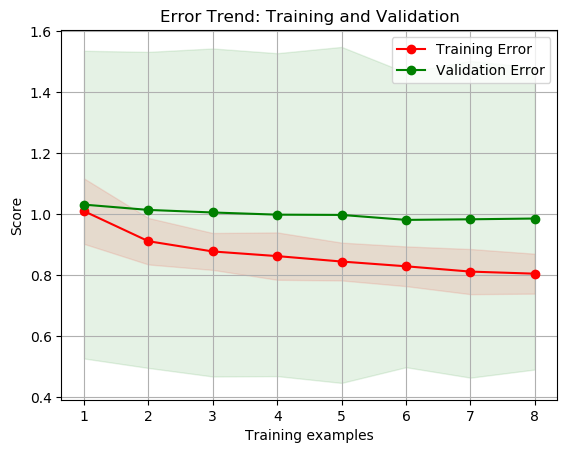 Error Trend: Training and Validation
1.6
1.4
1.2
1.0
0.8
0.6
0.4
Score
Training Error
Validation Error
1 2 3 4 5 6 7 8
Training examples